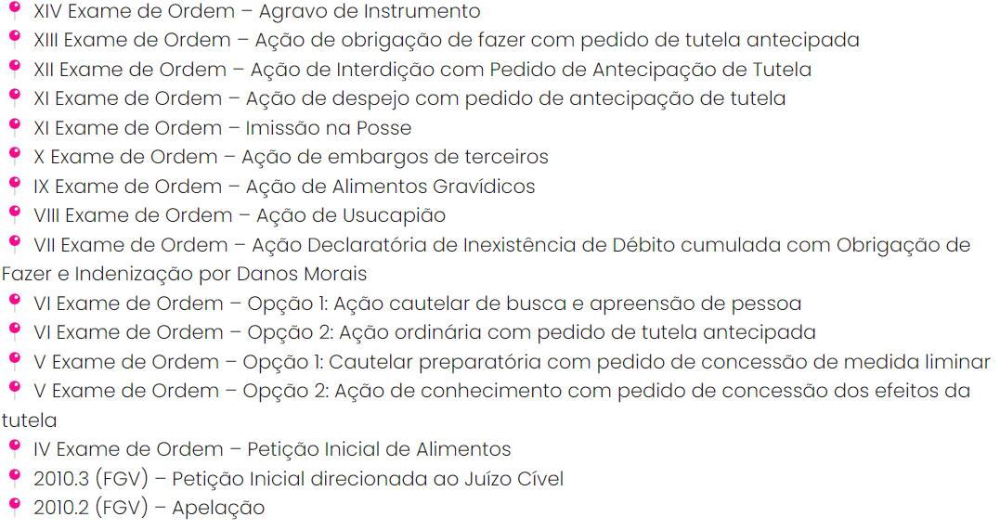 XIV Exame de Ordem – Agravo de Instrumento
XIII Exame de Ordem – Ação de obrigação de fazer com pedido de tutela antecipada
XII Exame de Ordem – Ação de Interdição com Pedido de Antecipação de Tutela
XI Exame de Ordem – Ação de despejo com pedido de antecipação de tutela
XI Exame de Ordem – Imissão na Posse
X Exame de Ordem – Ação de embargos de terceiros
IX Exame de Ordem – Ação de Alimentos Gravídicos
VIII Exame de Ordem – Ação de Usucapião
VII Exame de Ordem – Ação Declaratória de Inexistência de Débito cumulada com Obrigação de
Fazer e Indenização por Danos Morais
VI Exame de Ordem – Opção 1: Ação cautelar de busca e apreensão de pessoa
VI Exame de Ordem – Opção 2: Ação ordinária com pedido de tutela antecipada
V Exame de Ordem – Opção 1: Cautelar preparatória com pedido de concessão de medida liminar
V Exame de Ordem – Opção 2: Ação de conhecimento com pedido de concessão dos efeitos da
tutela
IV Exame de Ordem – Petição Inicial de Alimentos
2010.3 (FGV) – Petição Inicial direcionada ao Juízo Cível
2010.2 (FGV) – Apelação